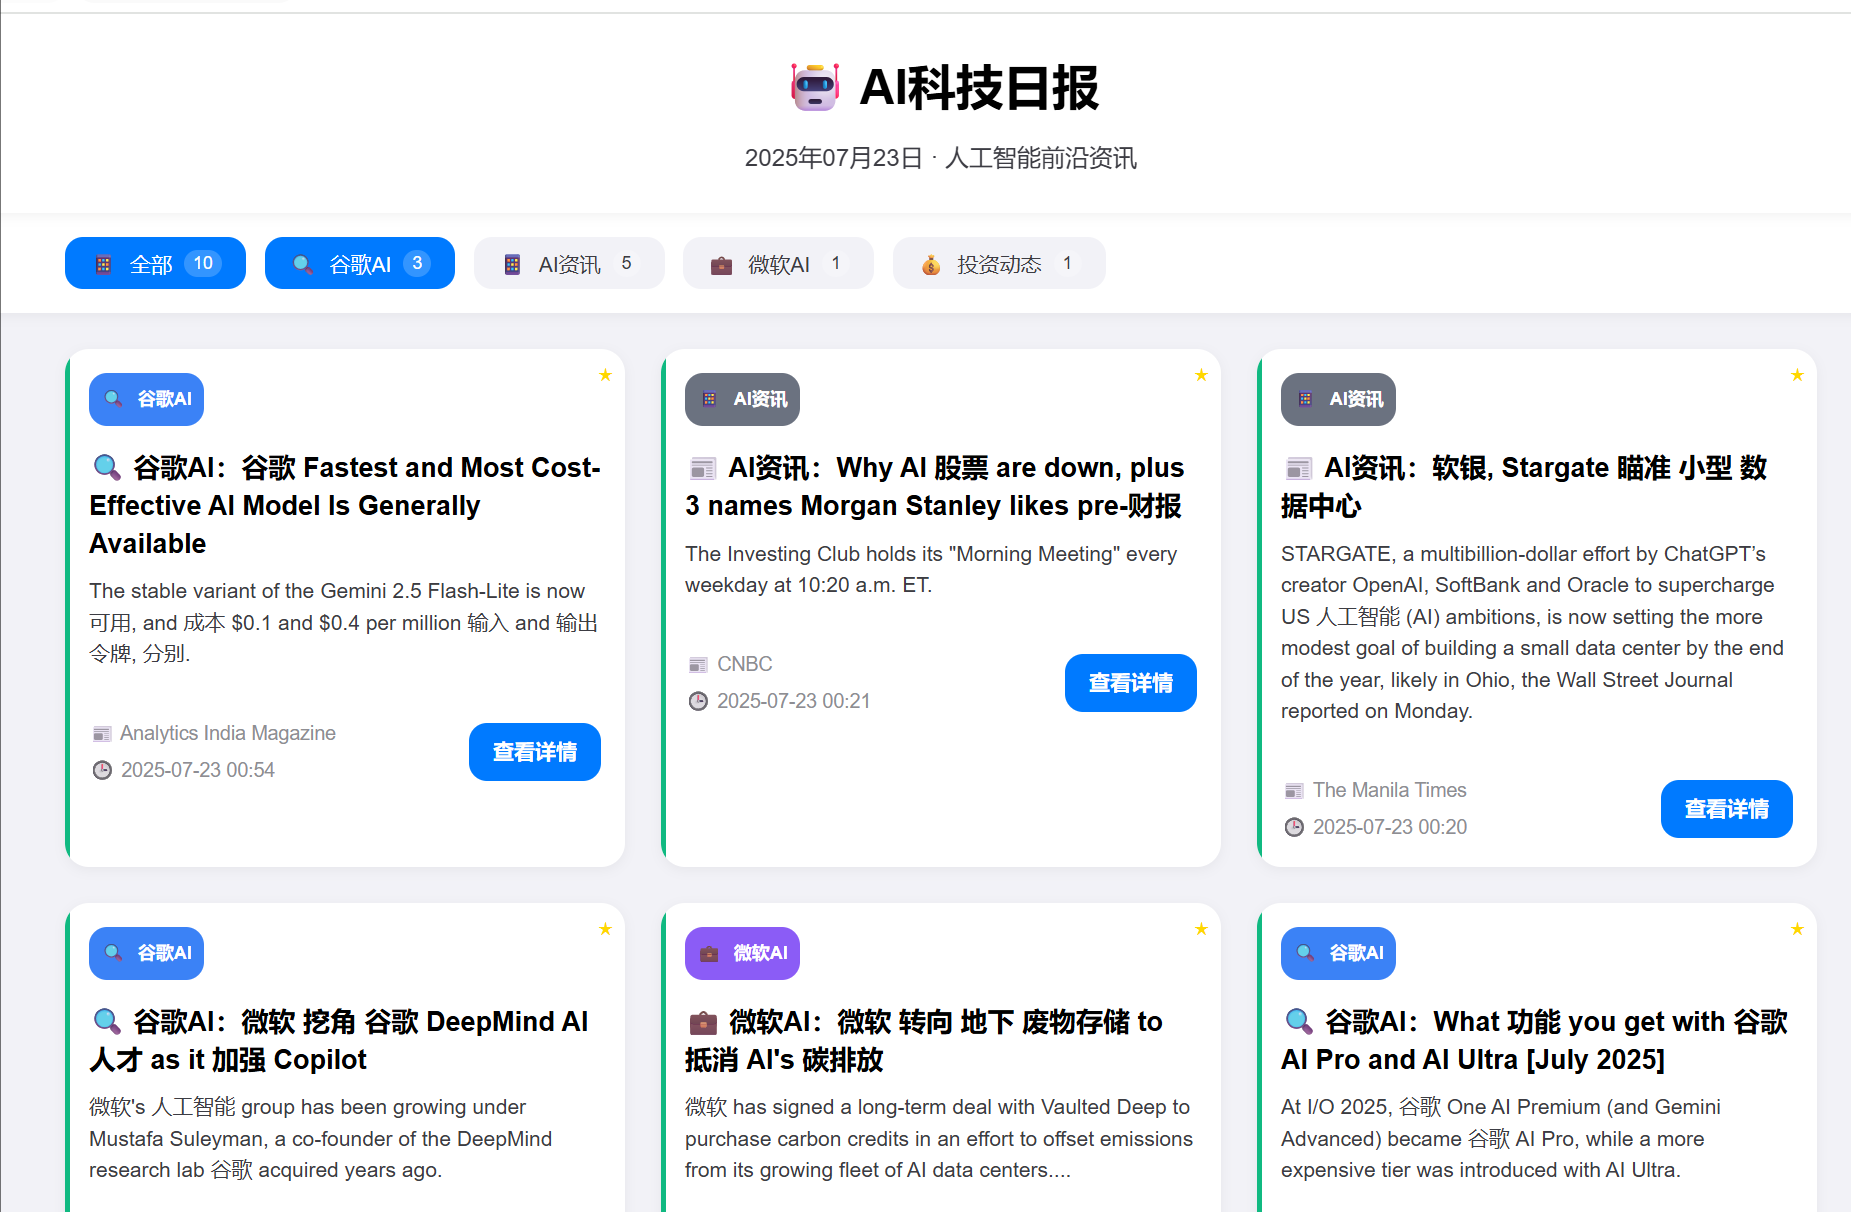 AI科技日报
2025年07月23日 · 人工智能前沿资讯
全部 10
谷歌AI 3
AI资讯 5
微软AI 1
投资动态 1
谷歌AI
谷歌AI：谷歌 Fastest and Most Cost-
Effective AI Model Is Generally
Available
The stable variant of the Gemini 2.5 Flash-Lite is now
可用, and 成本 $0.1 and $0.4 per million 输入 and 输出
令牌, 分别.
Analytics India Magazine
2025-07-23 00:54
查看详情
AI资讯
AI资讯：Why AI 股票 are down, plus
3 names Morgan Stanley likes pre-财报
The Investing Club holds its "Morning Meeting" every
weekday at 10:20 a.m. ET.
CNBC
2025-07-23 00:21
查看详情
AI资讯
AI资讯：软银, Stargate 瞄准 小型 数
据中心
STARGATE, a multibillion-dollar effort by ChatGPT’s
creator OpenAI, SoftBank and Oracle to supercharge
US 人工智能 (AI) ambitions, is now setting the more
modest goal of building a small data center by the end
of the year, likely in Ohio, the Wall Street Journal
reported on Monday.
The Manila Times
2025-07-23 00:20
查看详情
谷歌AI
谷歌AI：微软 挖角 谷歌 DeepMind AI
人才 as it 加强 Copilot
微软's 人工智能 group has been growing under
Mustafa Suleyman, a co-founder of the DeepMind
research lab 谷歌 acquired years ago.
微软AI
微软AI：微软 转向 地下 废物存储 to
抵消 AI's 碳排放
微软 has signed a long-term deal with Vaulted Deep to
purchase carbon credits in an effort to offset emissions
from its growing fleet of AI data centers....
谷歌AI
谷歌AI：What 功能 you get with 谷歌
AI Pro and AI Ultra [July 2025]
At I/O 2025, 谷歌 One AI Premium (and Gemini
Advanced) became 谷歌 AI Pro, while a more
expensive tier was introduced with AI Ultra.